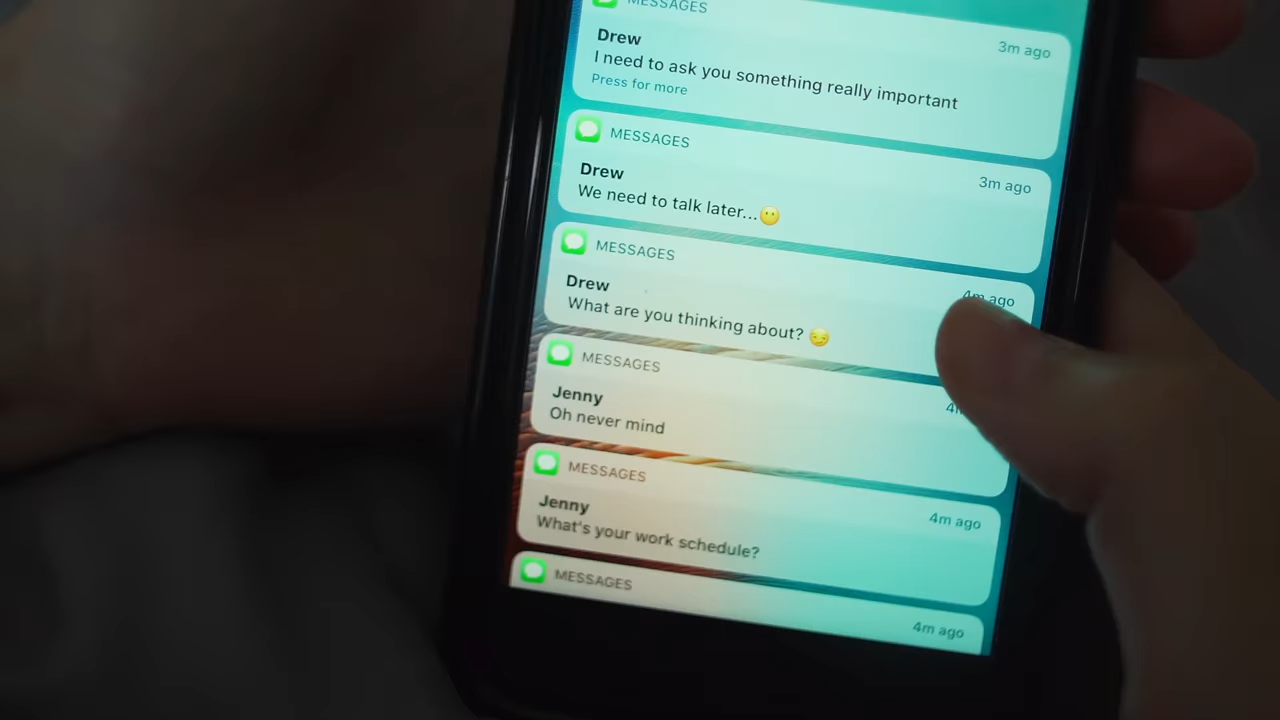 MESSAGES
Drew
3m ago
I need to ask you something really important
Press for more
MESSAGES
Drew
3m ago
We need to talk later...😶
MESSAGES
Drew
4m ago
What are you thinking about? 😏
MESSAGES
Jenny
Oh never mind
MESSAGES
Jenny
4m ago
What's your work schedule?
MESSAGES
4m ago